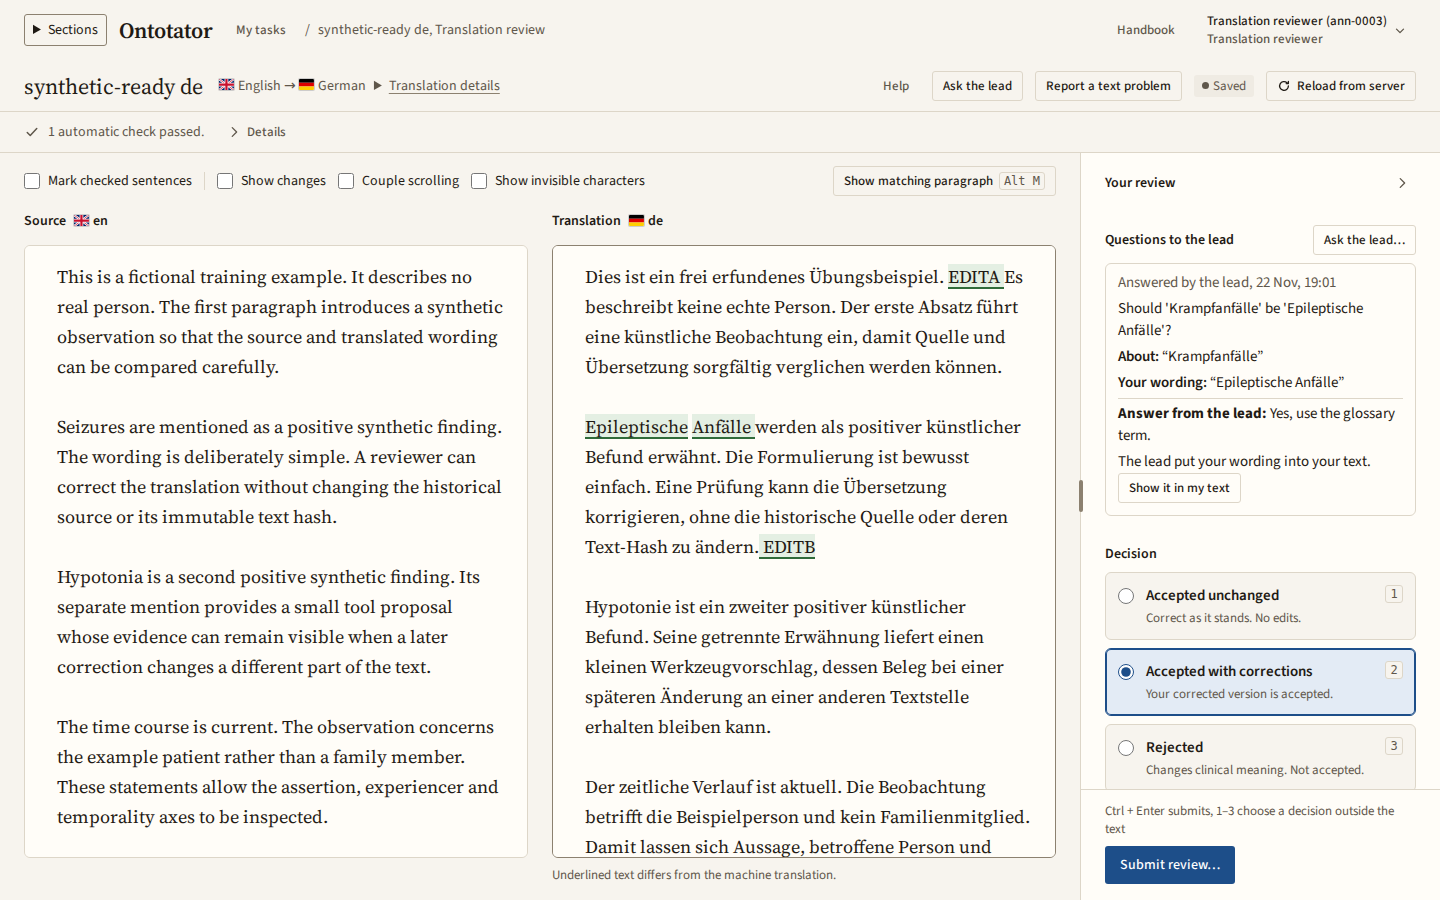 Sections
Ontotator
My tasks
/ synthetic-ready de, Translation review
Handbook
Translation reviewer (ann-0003)
Translation reviewer
synthetic-ready de
English → German
Translation details
Help
Ask the lead
Report a text problem
Saved
Reload from server
1 automatic check passed.
Details
Mark checked sentences
Show changes
Couple scrolling
Show invisible characters
Show matching paragraph Alt M
Source en
This is a fictional training example. It describes no
real person. The first paragraph introduces a synthetic
observation so that the source and translated wording
can be compared carefully.
Seizures are mentioned as a positive synthetic finding.
The wording is deliberately simple. A reviewer can
correct the translation without changing the historical
source or its immutable text hash.
Hypotonia is a second positive synthetic finding. Its
separate mention provides a small tool proposal
whose evidence can remain visible when a later
correction changes a different part of the text.
The time course is current. The observation concerns
the example patient rather than a family member.
These statements allow the assertion, experiencer and
temporality axes to be inspected.
Translation de
Dies ist ein frei erfundenes Übungsbeispiel. EDITA Es
beschreibt keine echte Person. Der erste Absatz führt
eine künstliche Beobachtung ein, damit Quelle und
Übersetzung sorgfältig verglichen werden können.
Epileptische Anfälle werden als positiver künstlicher
Befund erwähnt. Die Formulierung ist bewusst
einfach. Eine Prüfung kann die Übersetzung
korrigieren, ohne die historische Quelle oder deren
Text-Hash zu ändern. EDITB
Hypotonie ist ein zweiter positiver künstlicher
Befund. Seine getrennte Erwähnung liefert einen
kleinen Werkzeugvorschlag, dessen Beleg bei einer
späteren Änderung an einer anderen Textstelle
erhalten bleiben kann.
Der zeitliche Verlauf ist aktuell. Die Beobachtung
betrifft die Beispielperson und kein Familienmitglied.
Damit lassen sich Aussage, betroffene Person und
Underlined text differs from the machine translation.
Your review
Questions to the lead
Ask the lead…
Answered by the lead, 22 Nov, 19:01
Should 'Krampfanfälle' be 'Epileptische
Anfälle'?
About: “Krampfanfälle”
Your wording: “Epileptische Anfälle”
Answer from the lead: Yes, use the glossary
term.
The lead put your wording into your text.
Show it in my text
Decision
Accepted unchanged 1
Correct as it stands. No edits.
Accepted with corrections 2
Your corrected version is accepted.
Rejected 3
Changes clinical meaning. Not accepted.
Ctrl + Enter submits, 1–3 choose a decision outside the
text
Submit review…